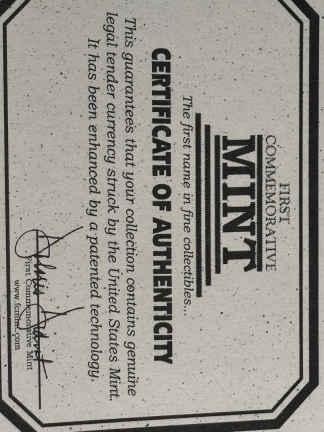 FIRST
COMMEMORATIVE
MINT
The first name in fine collectibles...
CERTIFICATE OF AUTHENTICITY
This guarantees that your collection contains genuine
legal tender currency struck by the United States Mint.
It has been enhanced by a patented technology.
First Commemorative Mint
www.fcmint.com